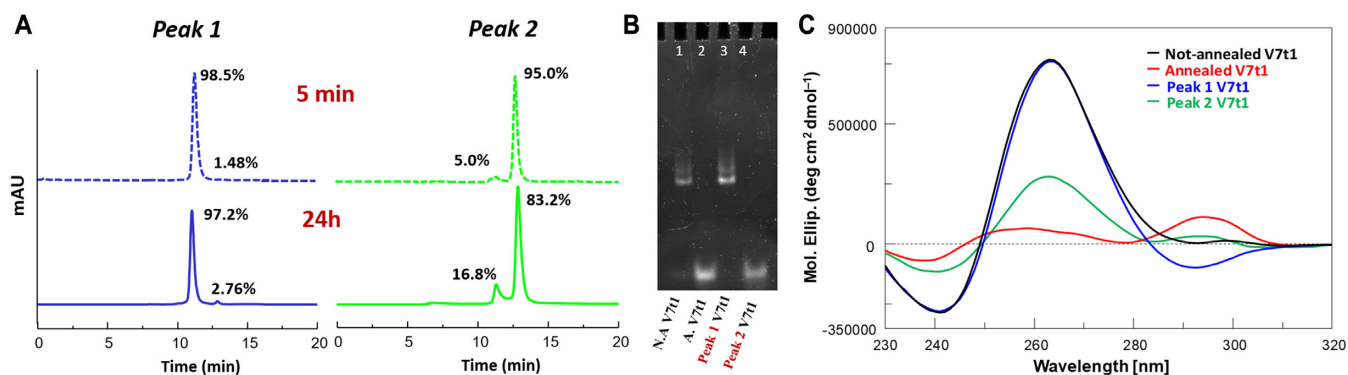 A
Peak 1
Peak 2
98.5%
1.48%
5 min
95.0%
5.0%
mAU
97.2%
2.76%
24h
83.2%
16.8%
0 5 10 15 20
0 5 10 15 20
Time (min)
Time (min)
B
1 2 3 4
N.A V7t1
A. V7t1
Peak 1 V7t1
Peak 2 V7t1
C
900000
500000
0
-350000
Mol. Ellip. (deg cm² dmol⁻¹)
Not-annealed V7t1
Annealed V7t1
Peak 1 V7t1
Peak 2 V7t1
230 240 260 280 300 320
Wavelength [nm]